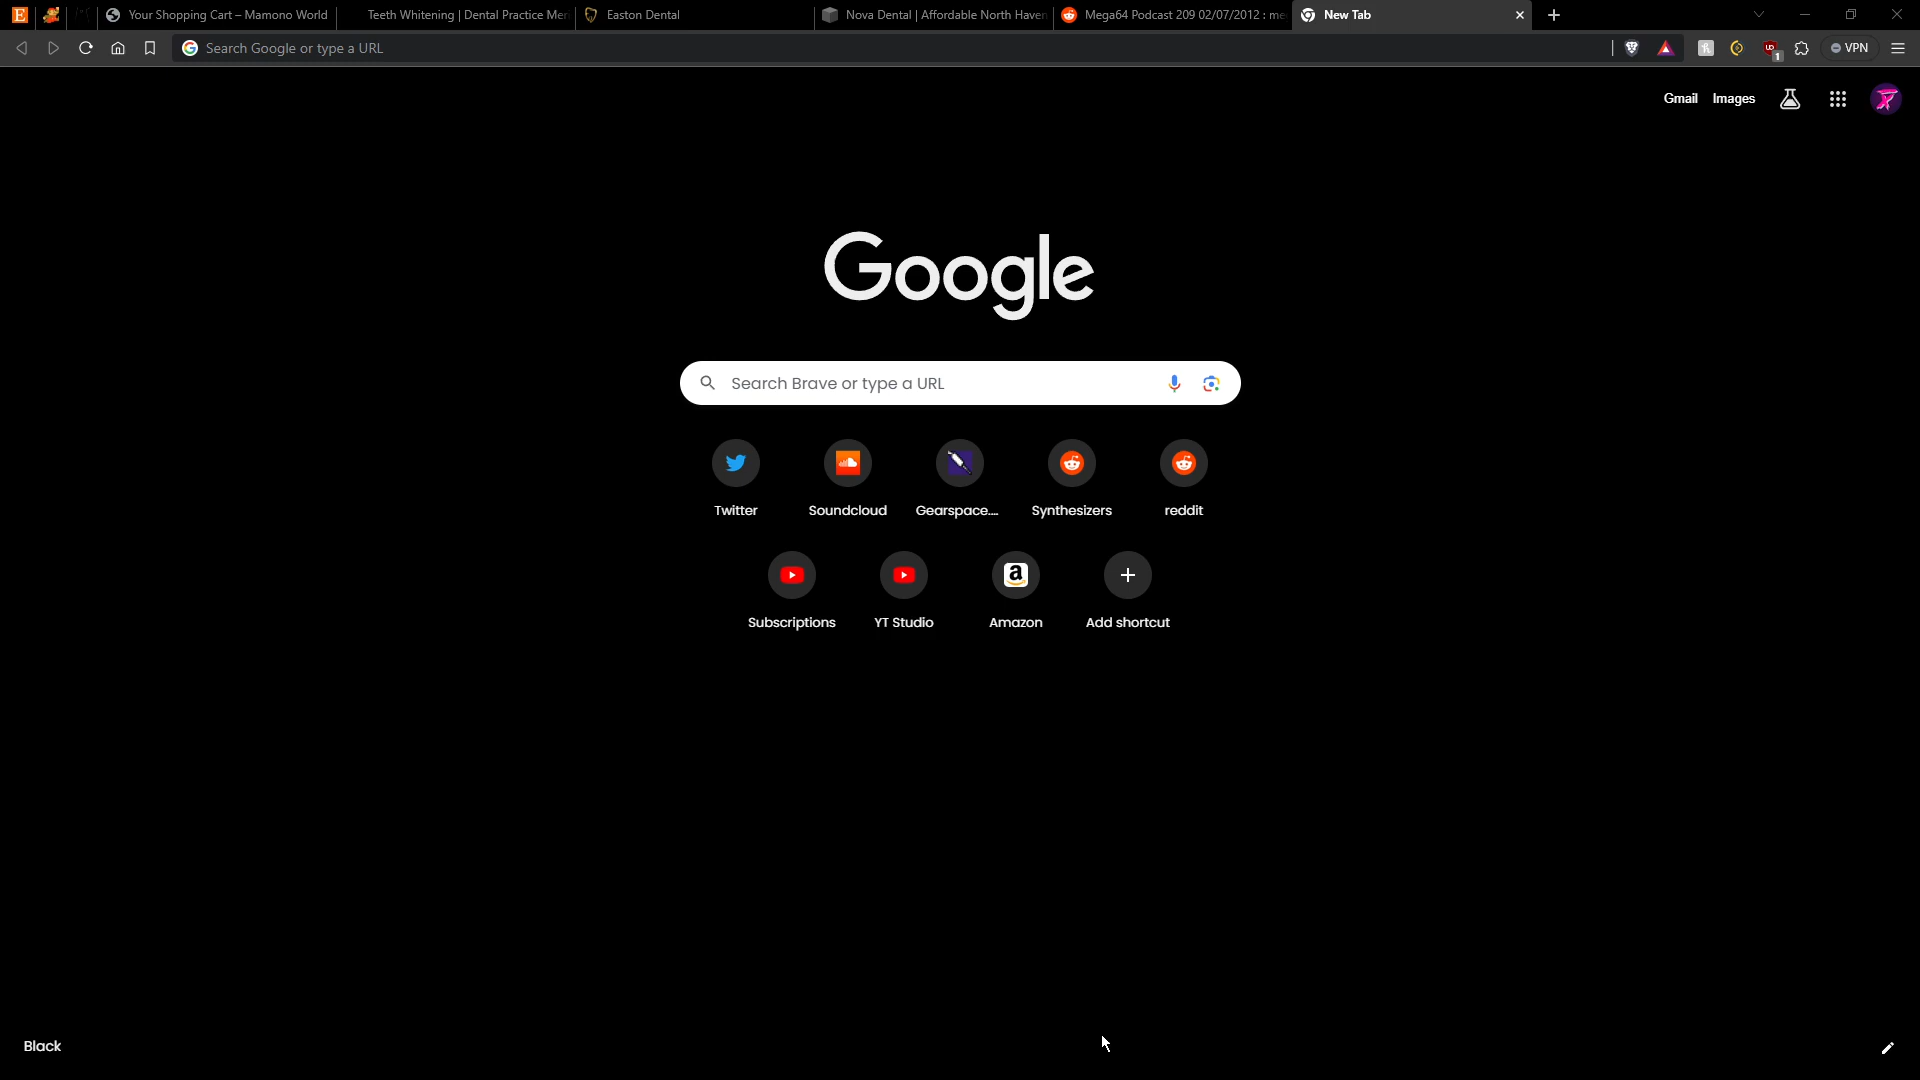 Your Shopping Cart – Mamono World
Teeth Whitening | Dental Practice Mer
Easton Dental
Nova Dental | Affordable North Haven
Mega64 Podcast 209 02/07/2012 : me
New Tab
Search Google or type a URL
1
VPN
Gmail
Images
Google
Search Brave or type a URL
Twitter
Soundcloud
Gearspace....
Synthesizers
reddit
Subscriptions
YT Studio
Amazon
Add shortcut
Black